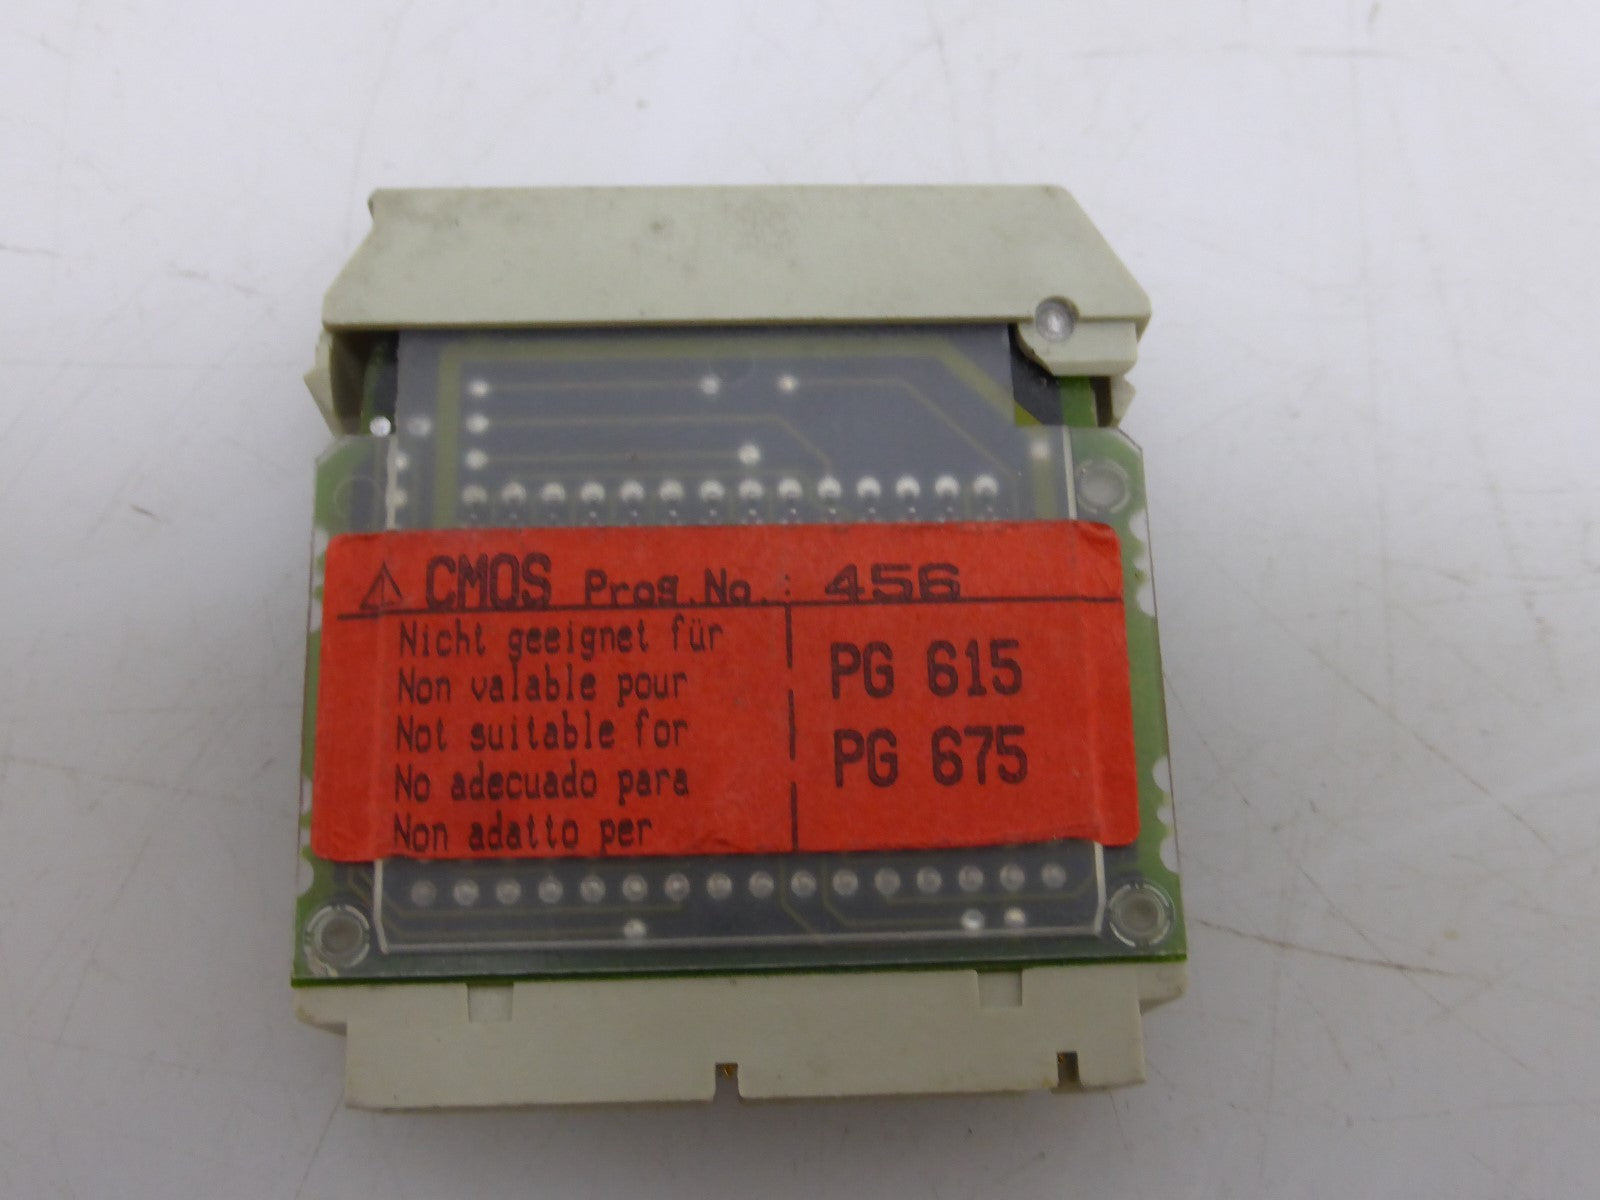 ⚠ CMOS Prog.No.: 456
Nicht geeignet für
Non valable pour
Not suitable for
No adecuado para
Non adatto per
PG 615
PG 675